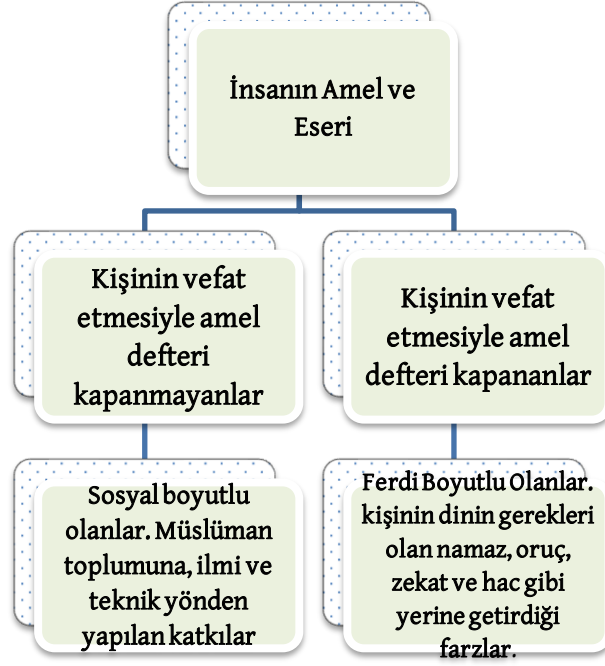 İnsanın Amel ve
Eseri
Kişinin vefat
etmesiyle amel
defteri
kapanmayanlar
Kişinin vefat
etmesiyle amel
defteri kapananlar
Sosyal boyutlu
olanlar. Müslüman
toplumuna, ilmi ve
teknik yönden
yapılan katkılar
Ferdi Boyutlu Olanlar.
kişinin dinin gerekleri
olan namaz, oruç,
zekat ve hac gibi
yerine getirdiği
farzlar.